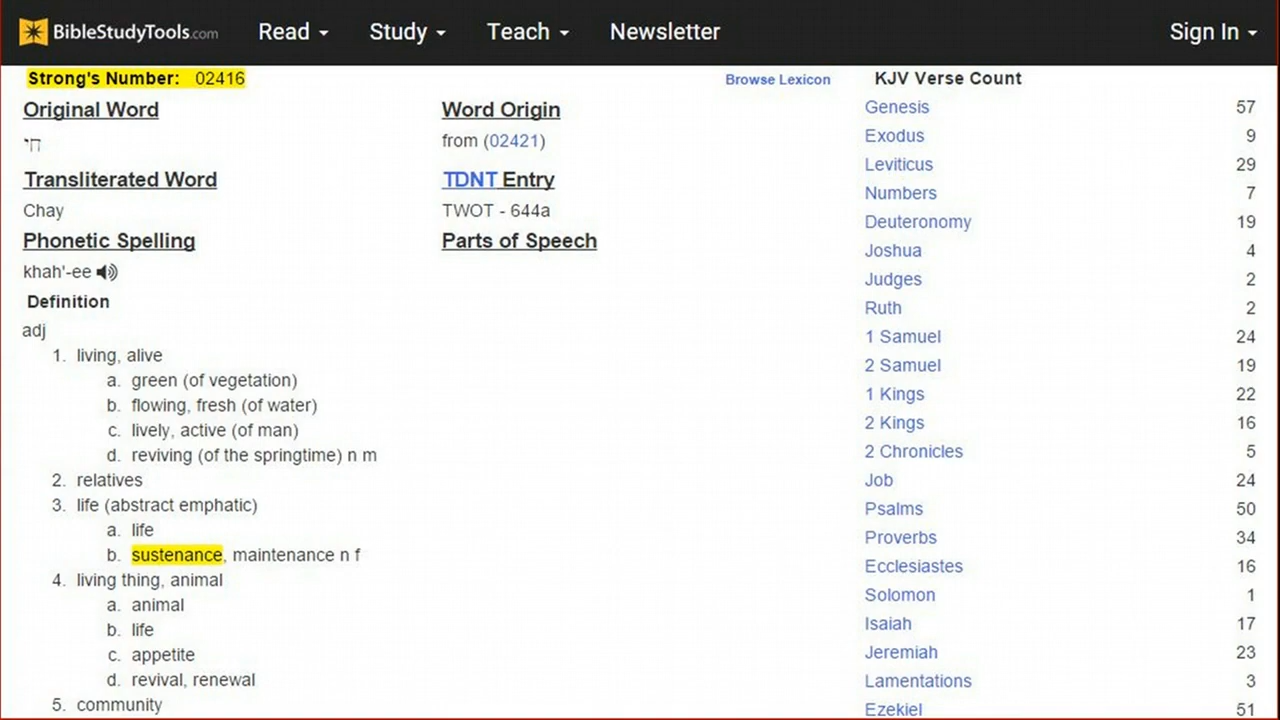 BIBLESTUDYTOOLS.com Read Study Teach Newsletter Sign In
Strong's Number: 02416
Browse Lexicon
Original Word
Word Origin
חי
from (02421)
Transliterated Word
TDNT Entry
Chay
TWOT - 644a
Phonetic Spelling
Parts of Speech
khah'-ee
Definition
adj
1. living, alive
a. green (of vegetation)
b. flowing, fresh (of water)
c. lively, active (of man)
d. reviving (of the springtime) n m
2. relatives
3. life (abstract emphatic)
a. life
b. sustenance, maintenance n f
4. living thing, animal
a. animal
b. life
c. appetite
d. revival, renewal
5. community
KJV Verse Count
Genesis 57
Exodus 9
Leviticus 29
Numbers 7
Deuteronomy 19
Joshua 4
Judges 2
Ruth 2
1 Samuel 24
2 Samuel 19
1 Kings 22
2 Kings 16
2 Chronicles 5
Job 24
Psalms 50
Proverbs 34
Ecclesiastes 16
Solomon 1
Isaiah 17
Jeremiah 23
Lamentations 3
Ezekiel 51